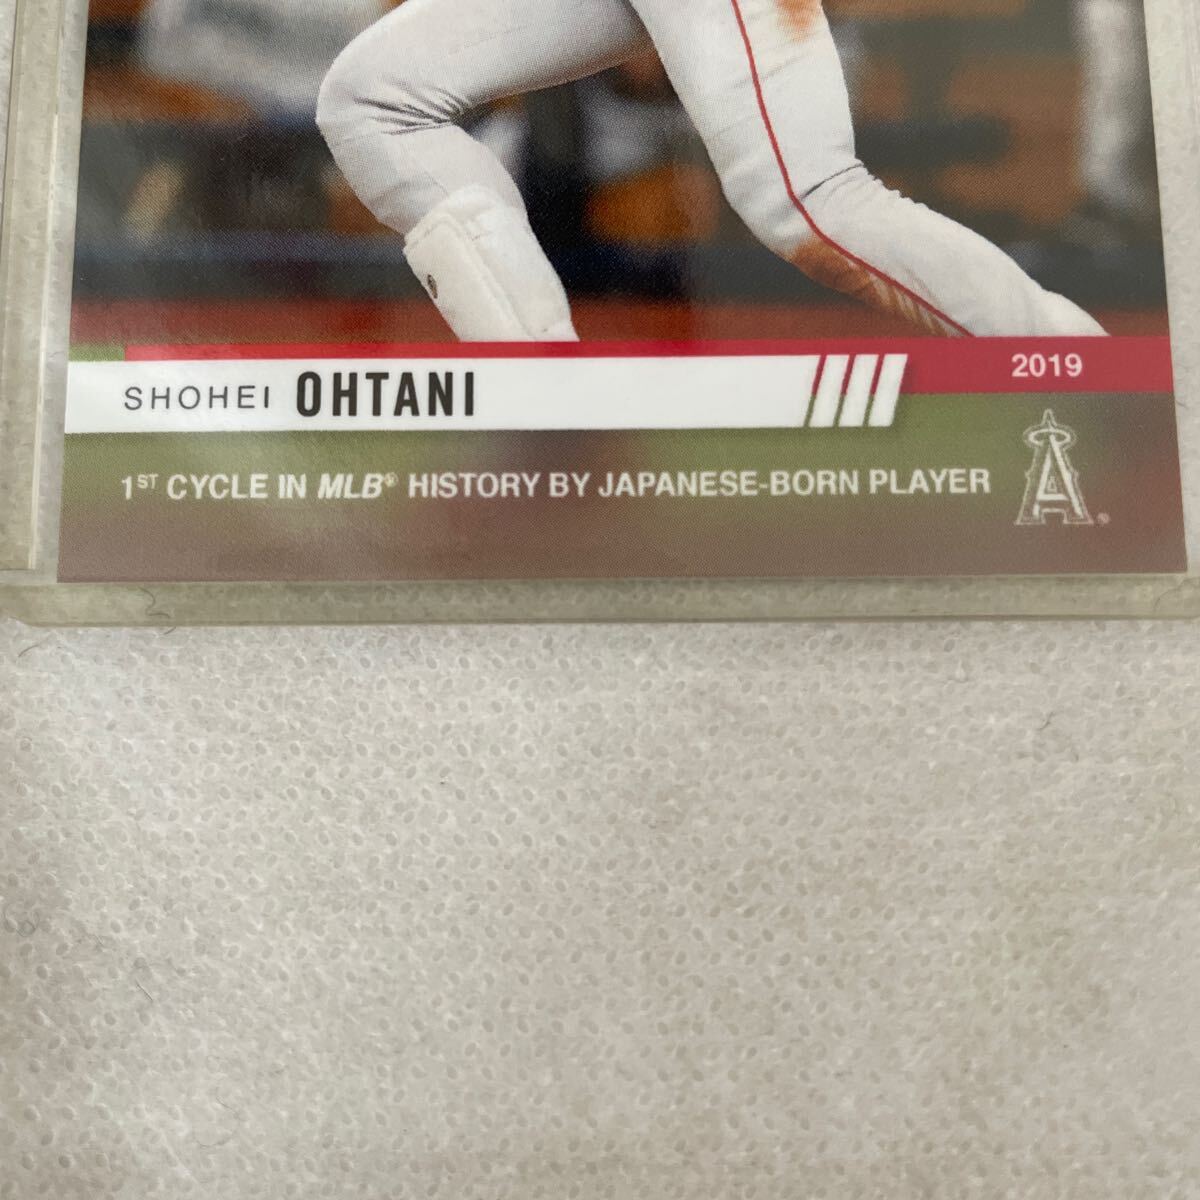 SHOHEI OHTANI
2019
1ST CYCLE IN MLB® HISTORY BY JAPANESE-BORN PLAYER
A®